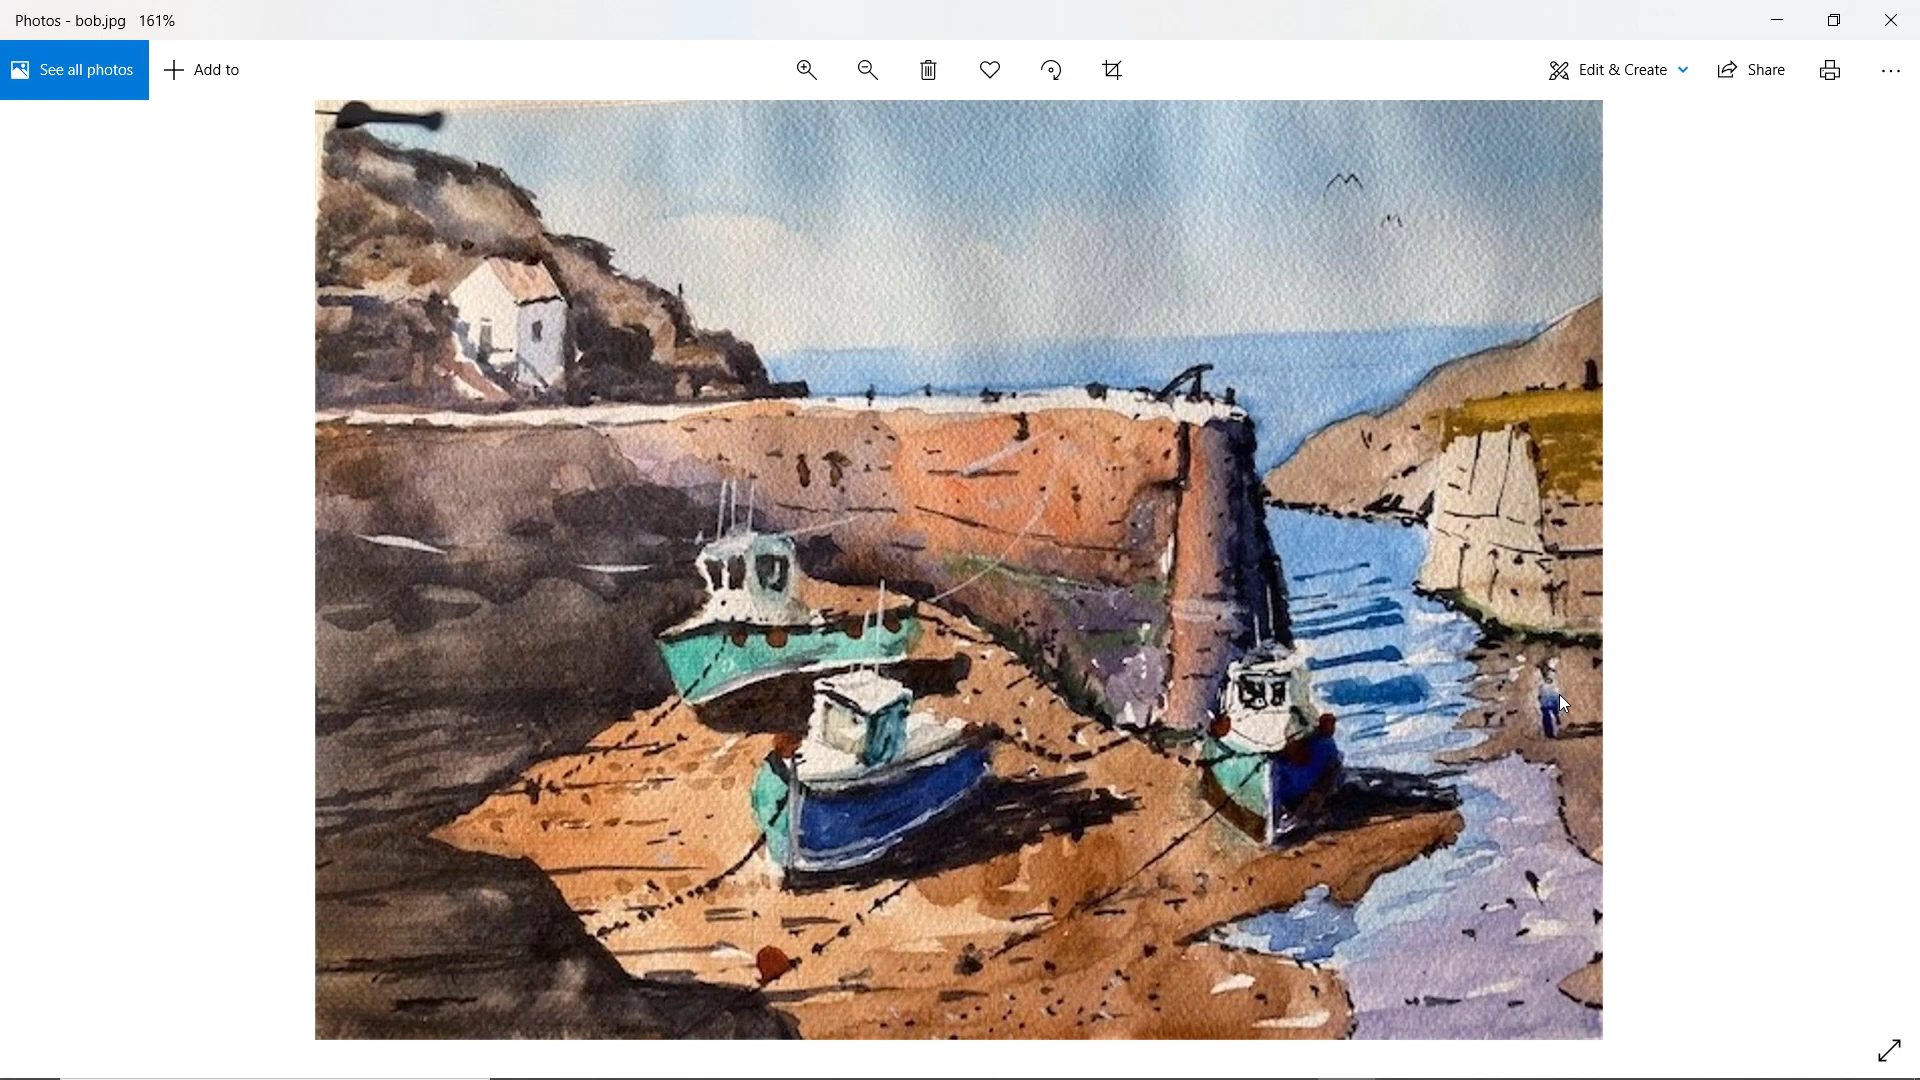 Photos - bob.jpg 161%
See all photos
Add to
Edit & Create
Share